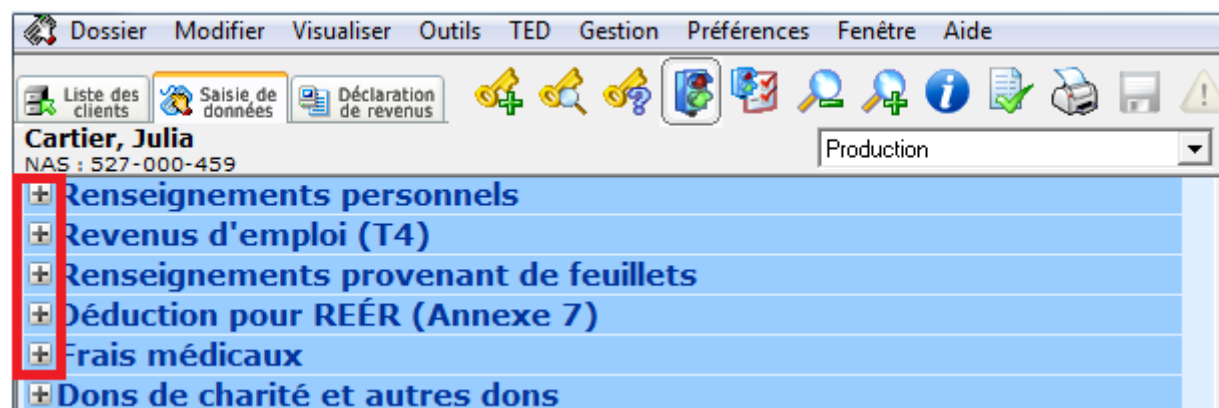 Dossier Modifier Visualiser Outils TED Gestion Préférences Fenêtre Aide
Liste des clients Saisie de données Déclaration de revenus
Cartier, Julia
NAS : 527-000-459
Production
Renseignements personnels
Revenus d'emploi (T4)
Renseignements provenant de feuillets
Déduction pour REÉR (Annexe 7)
Frais médicaux
Dons de charité et autres dons